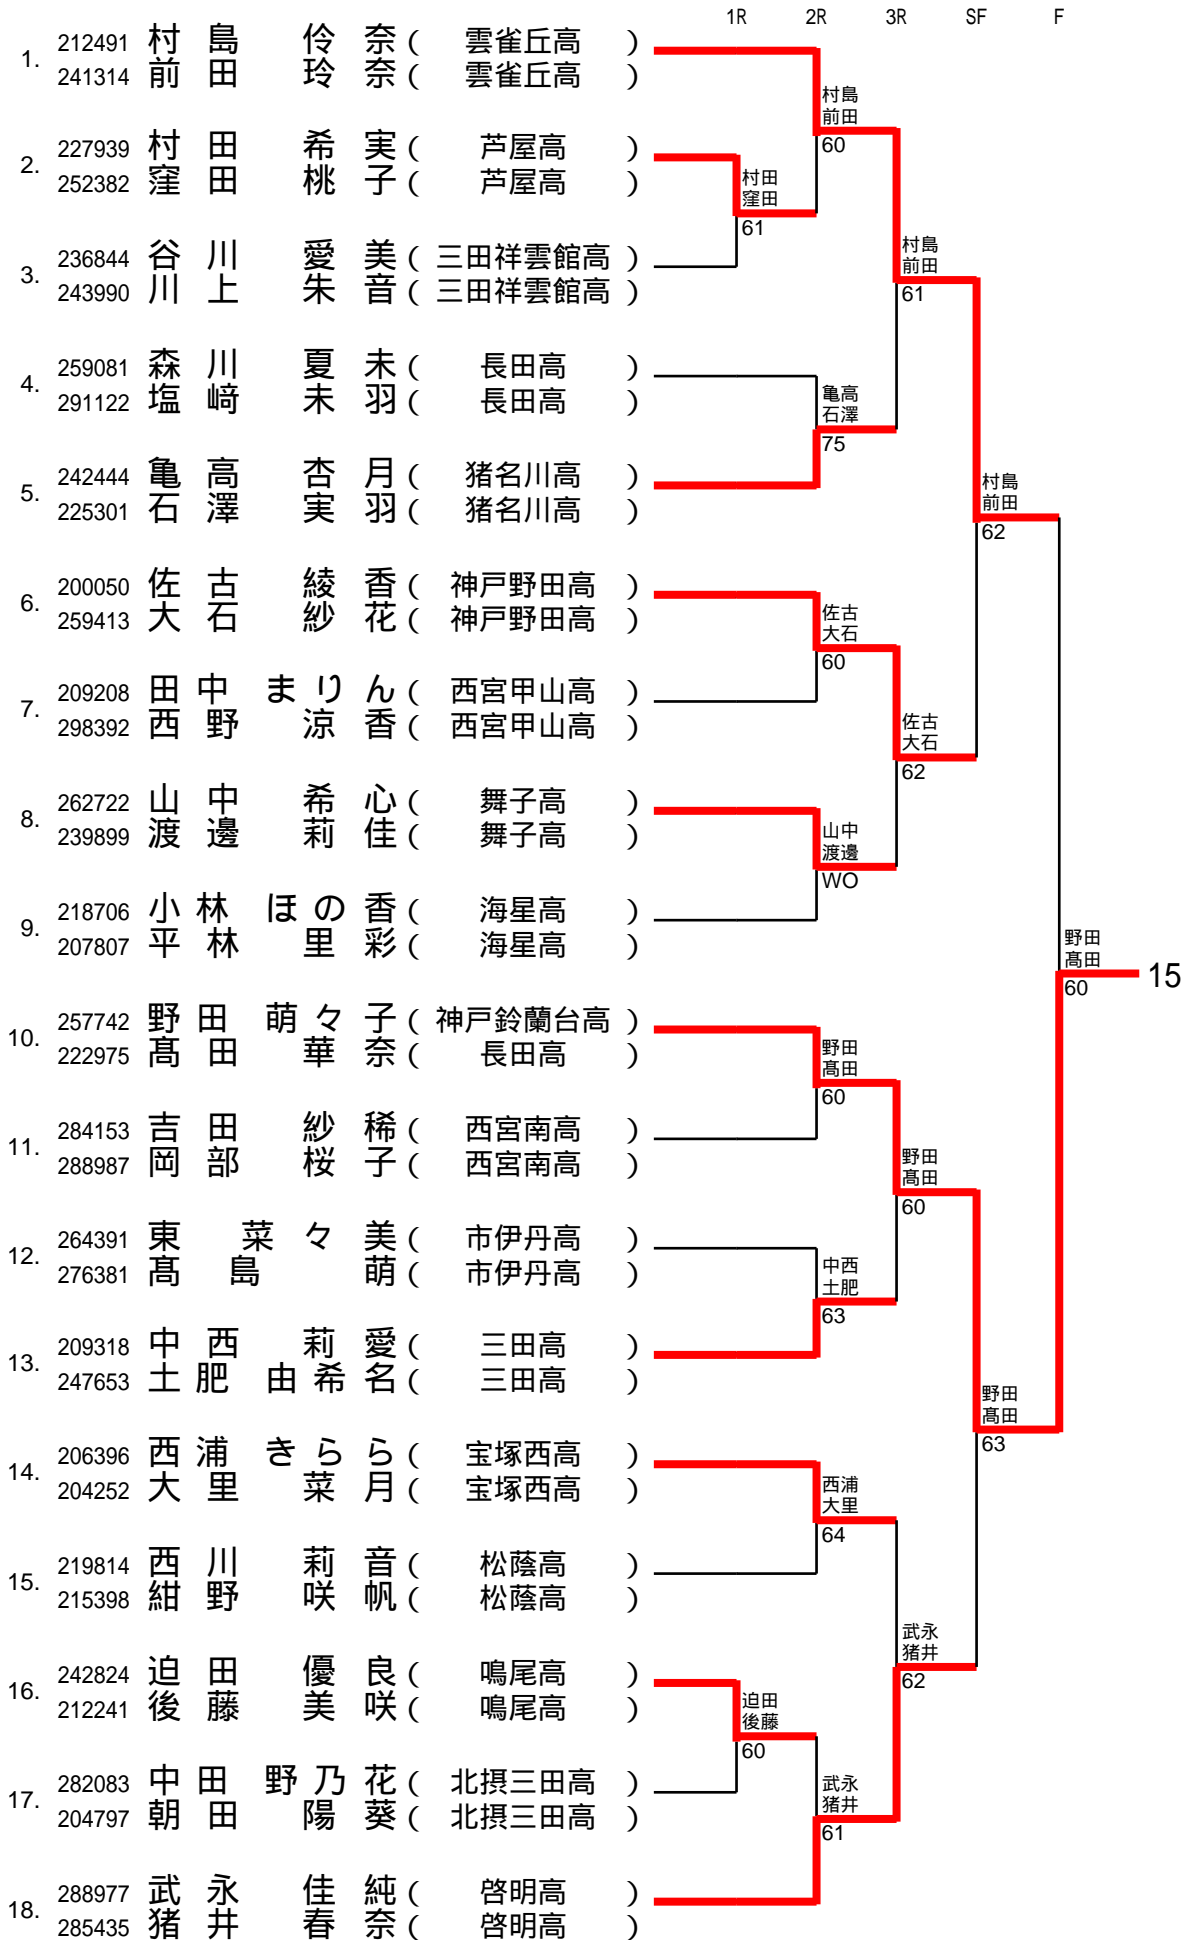 1R 2R 3R SF F
1. 212491 村島 伶奈 ( 雲雀丘高 )
241314 前田 玲奈 ( 雲雀丘高 )
村島
前田
60
2. 227939 村田 希実 ( 芦屋高 )
252382 窪田 桃子 ( 芦屋高 )
村田
窪田
61
3. 236844 谷川 愛美 ( 三田祥雲館高 )
243990 川上 朱音 ( 三田祥雲館高 )
村島
前田
61
4. 259081 森川 夏未 ( 長田高 )
291122 塩﨑 未羽 ( 長田高 )
亀高
石澤
75
5. 242444 亀高 杏月 ( 猪名川高 )
225301 石澤 実羽 ( 猪名川高 )
村島
前田
62
6. 200050 佐古 綾香 ( 神戸野田高 )
259413 大石 紗花 ( 神戸野田高 )
佐古
大石
60
7. 209208 田中 まりん ( 西宮甲山高 )
298392 西野 涼香 ( 西宮甲山高 )
佐古
大石
62
8. 262722 山中 希心 ( 舞子高 )
239899 渡邊 莉佳 ( 舞子高 )
山中
渡邊
WO
9. 218706 小林 ほの香 ( 海星高 )
207807 平林 里彩 ( 海星高 )
野田
髙田
60
15
10. 257742 野田 萌々子 ( 神戸鈴蘭台高 )
222975 髙田 華奈 ( 長田高 )
野田
髙田
60
11. 284153 吉田 紗稀 ( 西宮南高 )
288987 岡部 桜子 ( 西宮南高 )
野田
髙田
60
12. 264391 東 菜々美 ( 市伊丹高 )
276381 髙島 萌 ( 市伊丹高 )
中西
土肥
63
13. 209318 中西 莉愛 ( 三田高 )
247653 土肥 由希名 ( 三田高 )
野田
髙田
63
14. 206396 西浦 きらら ( 宝塚西高 )
204252 大里 菜月 ( 宝塚西高 )
西浦
大里
64
15. 219814 西川 莉音 ( 松蔭高 )
215398 紺野 咲帆 ( 松蔭高 )
武永
猪井
62
16. 242824 迫田 優良 ( 鳴尾高 )
212241 後藤 美咲 ( 鳴尾高 )
迫田
後藤
60
17. 282083 中田 野乃花 ( 北摂三田高 )
204797 朝田 陽葵 ( 北摂三田高 )
武永
猪井
61
18. 288977 武永 佳純 ( 啓明高 )
285435 猪井 春奈 ( 啓明高 )